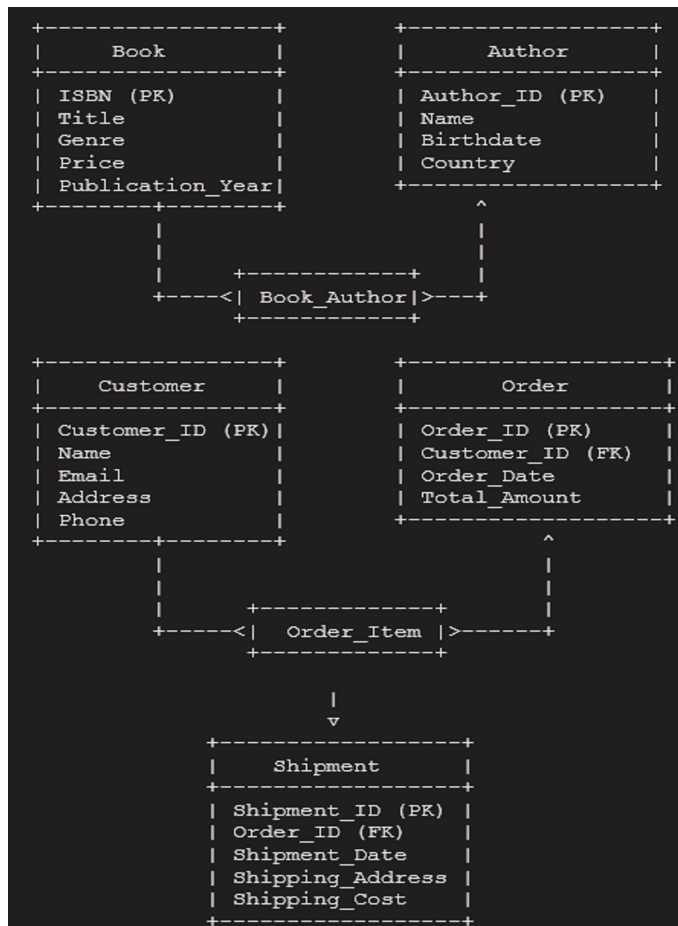 Book Author
ISBN (PK) Author_ID (PK)
Title Name
Genre Birthdate
Price Country
Publication_Year
Book_Author
Customer Order
Customer_ID (PK) Order_ID (PK)
Name Customer_ID (FK)
Email Order_Date
Address Total_Amount
Phone
Order_Item
Shipment
Shipment_ID (PK)
Order_ID (FK)
Shipment_Date
Shipping_Address
Shipping_Cost